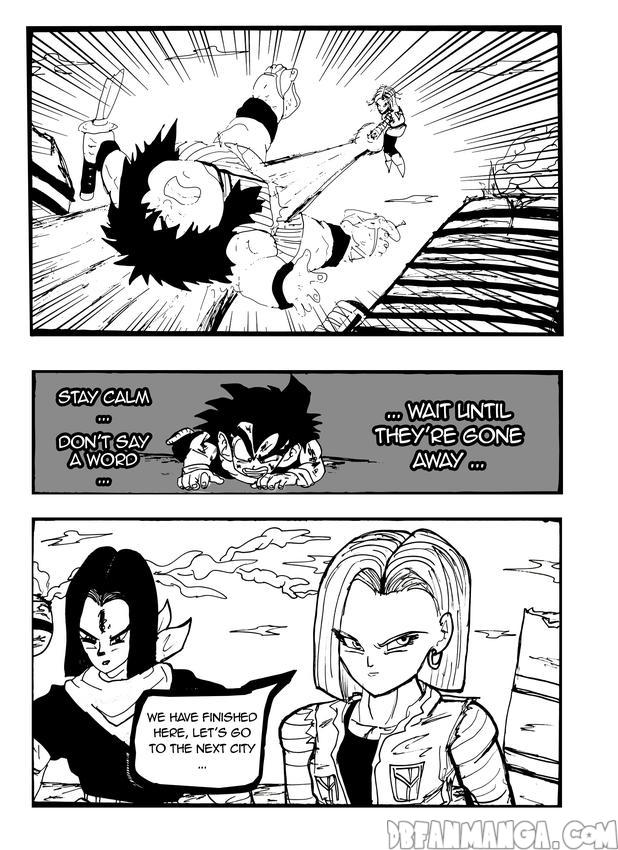 STAY CALM
...
DON'T SAY
A WORD
...
... WAIT UNTIL
THEY'RE GONE
AWAY ...
WE HAVE FINISHED
HERE, LET'S GO
TO THE NEXT CITY
...
DBFANMANGA.COM